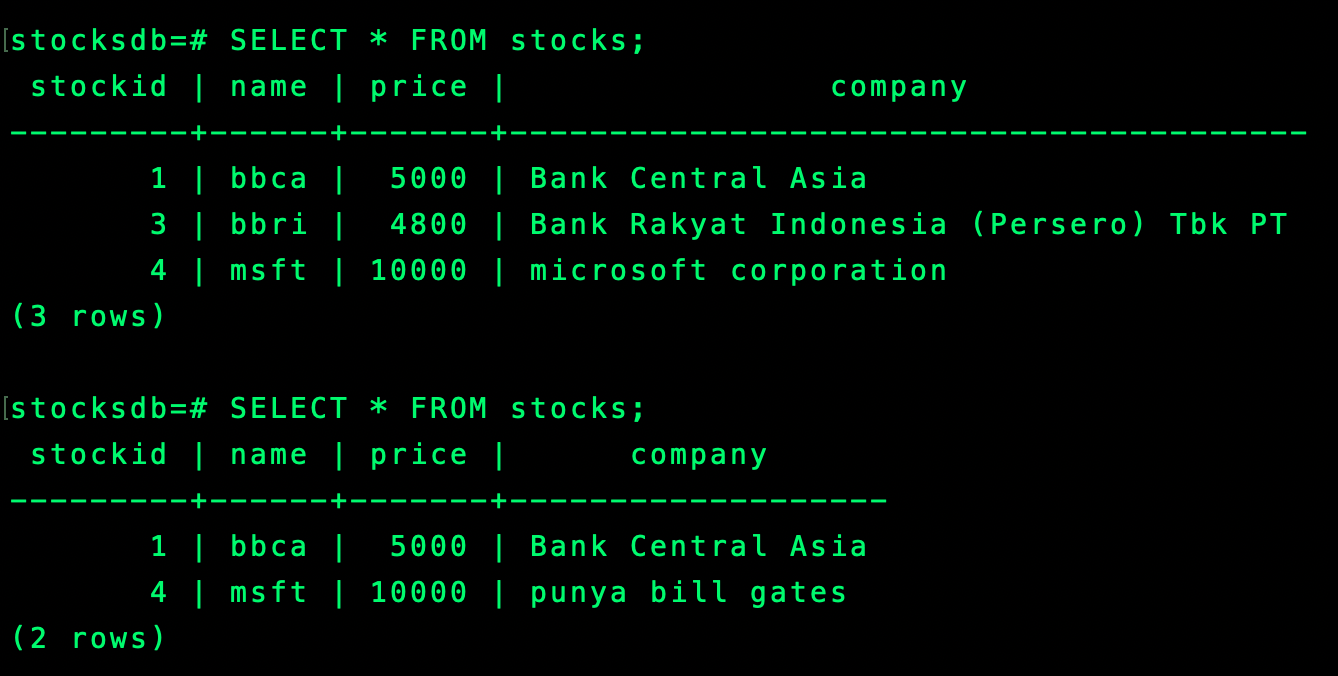 [stocksdb=# SELECT * FROM stocks;
 stockid | name | price |                company
---------+------+-------+----------------------------------------
       1 | bbca |  5000 | Bank Central Asia
       3 | bbri |  4800 | Bank Rakyat Indonesia (Persero) Tbk PT
       4 | msft | 10000 | microsoft corporation
(3 rows)

[stocksdb=# SELECT * FROM stocks;
 stockid | name | price |      company
---------+------+-------+-------------------
       1 | bbca |  5000 | Bank Central Asia
       4 | msft | 10000 | punya bill gates
(2 rows)